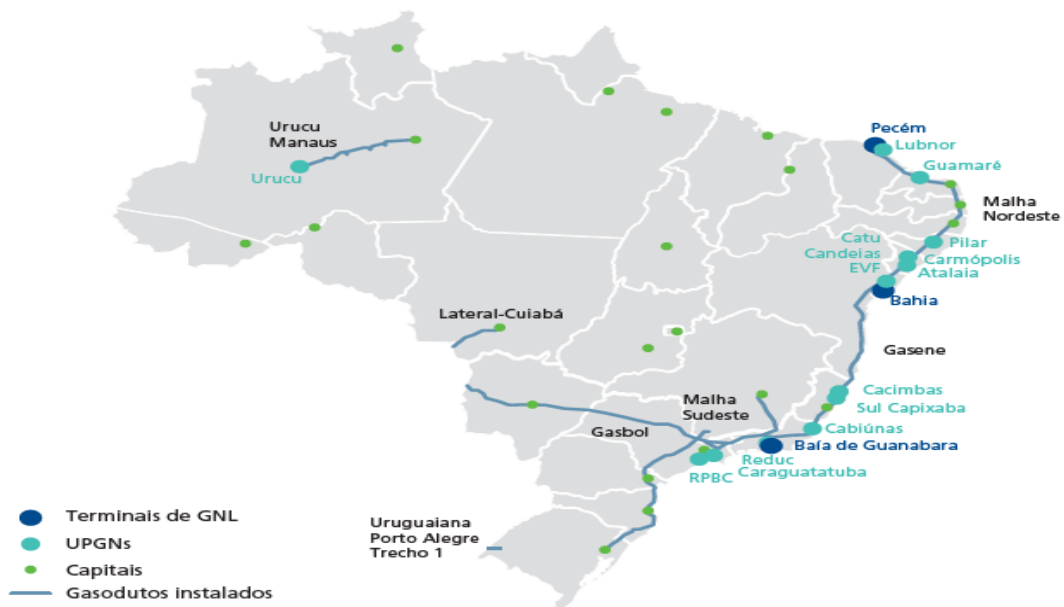 Urucu
Manaus
Urucu
Pecém
Lubnor
Guamaré
Malha
Nordeste
Pilar
Catu
Candeias
EVF
Carmópolis
Atalaia
Bahia
Lateral-Cuiabá
Gasene
Cacimbas
Sul Capixaba
Malha
Sudeste
Gasbol
Cabiúnas
Baía de Guanabara
Reduc
Caraguatatuba
RPBC
Uruguaiana
Porto Alegre
Trecho 1
Terminais de GNL
UPGNs
Capitais
Gasodutos instalados